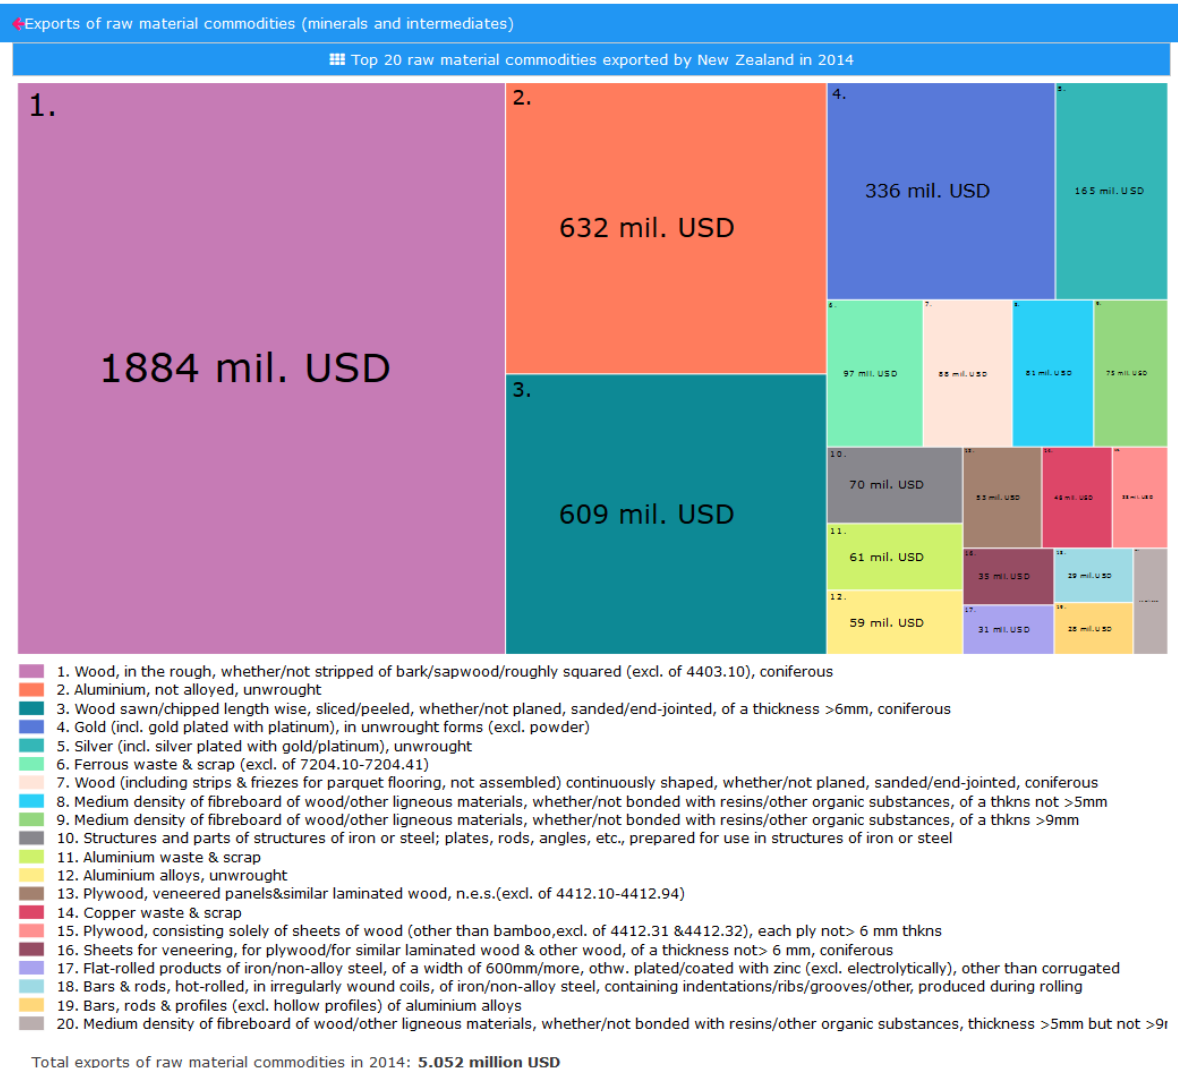 Exports of raw material commodities (minerals and intermediates)
Top 20 raw material commodities exported by New Zealand in 2014
1.
1884 mil. USD
2.
632 mil. USD
3.
609 mil. USD
4.
336 mil. USD
5.
165 mil. USD
6.
97 mil. USD
7.
88 mil. USD
8.
81 mil. USD
9.
75 mil. USD
10.
70 mil. USD
11.
61 mil. USD
12.
59 mil. USD
13.
53 mil. USD
14.
mil. USD
15.
mil. USD
16.
35 mil. USD
17.
31 mil. USD
18.
29 mil. USD
19.
28 mil. USD
1. Wood, in the rough, whether/not stripped of bark/sapwood/roughly squared (excl. of 4403.10), coniferous
2. Aluminium, not alloyed, unwrought
3. Wood sawn/chipped length wise, sliced/peeled, whether/not planed, sanded/end-jointed, of a thickness >6mm, coniferous
4. Gold (incl. gold plated with platinum), in unwrought forms (excl. powder)
5. Silver (incl. silver plated with gold/platinum), unwrought
6. Ferrous waste & scrap (excl. of 7204.10-7204.41)
7. Wood (including strips & friezes for parquet flooring, not assembled) continuously shaped, whether/not planed, sanded/end-jointed, coniferous
8. Medium density of fibreboard of wood/other ligneous materials, whether/not bonded with resins/other organic substances, of a thkns not >5mm
9. Medium density of fibreboard of wood/other ligneous materials, whether/not bonded with resins/other organic substances, of a thkns >9mm
10. Structures and parts of structures of iron or steel; plates, rods, angles, etc., prepared for use in structures of iron or steel
11. Aluminium waste & scrap
12. Aluminium alloys, unwrought
13. Plywood, veneered panels&similar laminated wood, n.e.s.(excl. of 4412.10-4412.94)
14. Copper waste & scrap
15. Plywood, consisting solely of sheets of wood (other than bamboo,excl. of 4412.31 &4412.32), each ply not> 6 mm thkns
16. Sheets for veneering, for plywood/for similar laminated wood & other wood, of a thickness not> 6 mm, coniferous
17. Flat-rolled products of iron/non-alloy steel, of a width of 600mm/more, othw. plated/coated with zinc (excl. electrolytically), other than corrugated
18. Bars & rods, hot-rolled, in irregularly wound coils, of iron/non-alloy steel, containing indentations/ribs/grooves/other, produced during rolling
19. Bars, rods & profiles (excl. hollow profiles) of aluminium alloys
20. Medium density of fibreboard of wood/other ligneous materials, whether/not bonded with resins/other organic substances, thickness >5mm but not
Total exports of raw material commodities in 2014: 5.052 million USD